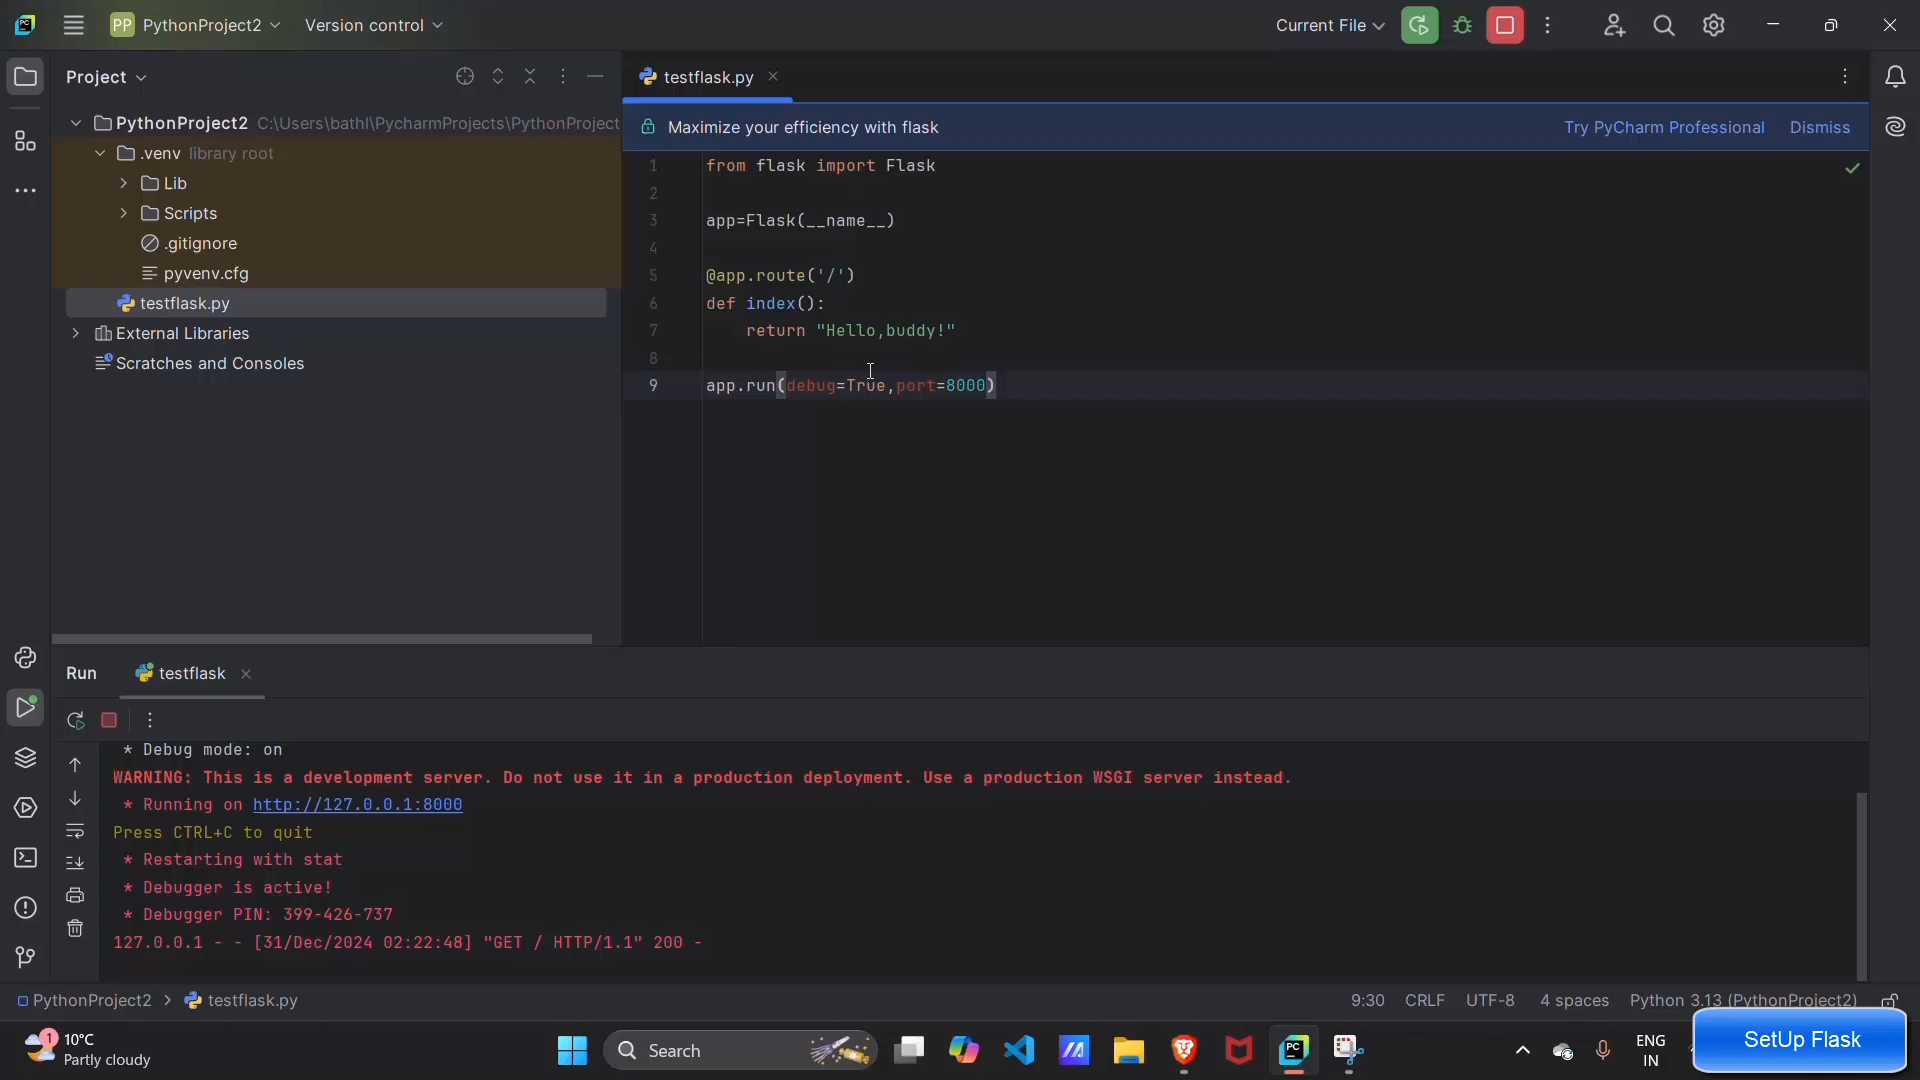 PC
PP PythonProject2
Version control
Current File
Project
testflask.py
PythonProject2 C:\Users\bathl\PycharmProjects\PythonProject
.venv library root
Lib
Scripts
.gitignore
pyvenv.cfg
testflask.py
External Libraries
Scratches and Consoles
Maximize your efficiency with flask
Try PyCharm Professional Dismiss
1 from flask import Flask
2
3 app=Flask(__name__)
4
5 @app.route('/')
6 def index():
7 return "Hello,buddy!"
8
9 app.run(debug=True,port=8000)
Run testflask
* Debug mode: on
WARNING: This is a development server. Do not use it in a production deployment. Use a production WSGI server instead.
* Running on http://127.0.0.1:8000
Press CTRL+C to quit
* Restarting with stat
* Debugger is active!
* Debugger PIN: 399-426-737
127.0.0.1 - - [31/Dec/2024 02:22:48] "GET / HTTP/1.1" 200 -
PythonProject2 > testflask.py
9:30 CRLF UTF-8 4 spaces Python 3.13 (PythonProject2)
1 10°C
Partly cloudy
Search
PC
ENG
IN
SetUp Flask